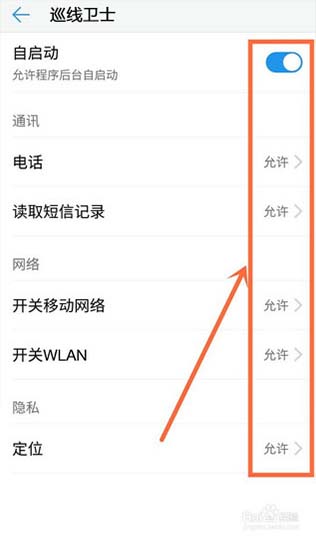 巡线卫士
自启动
允许程序后台自启动
通讯
电话 允许
读取短信记录 允许
网络
开关移动网络 允许
开关WLAN 允许
隐私
定位 允许
Baidu 经验